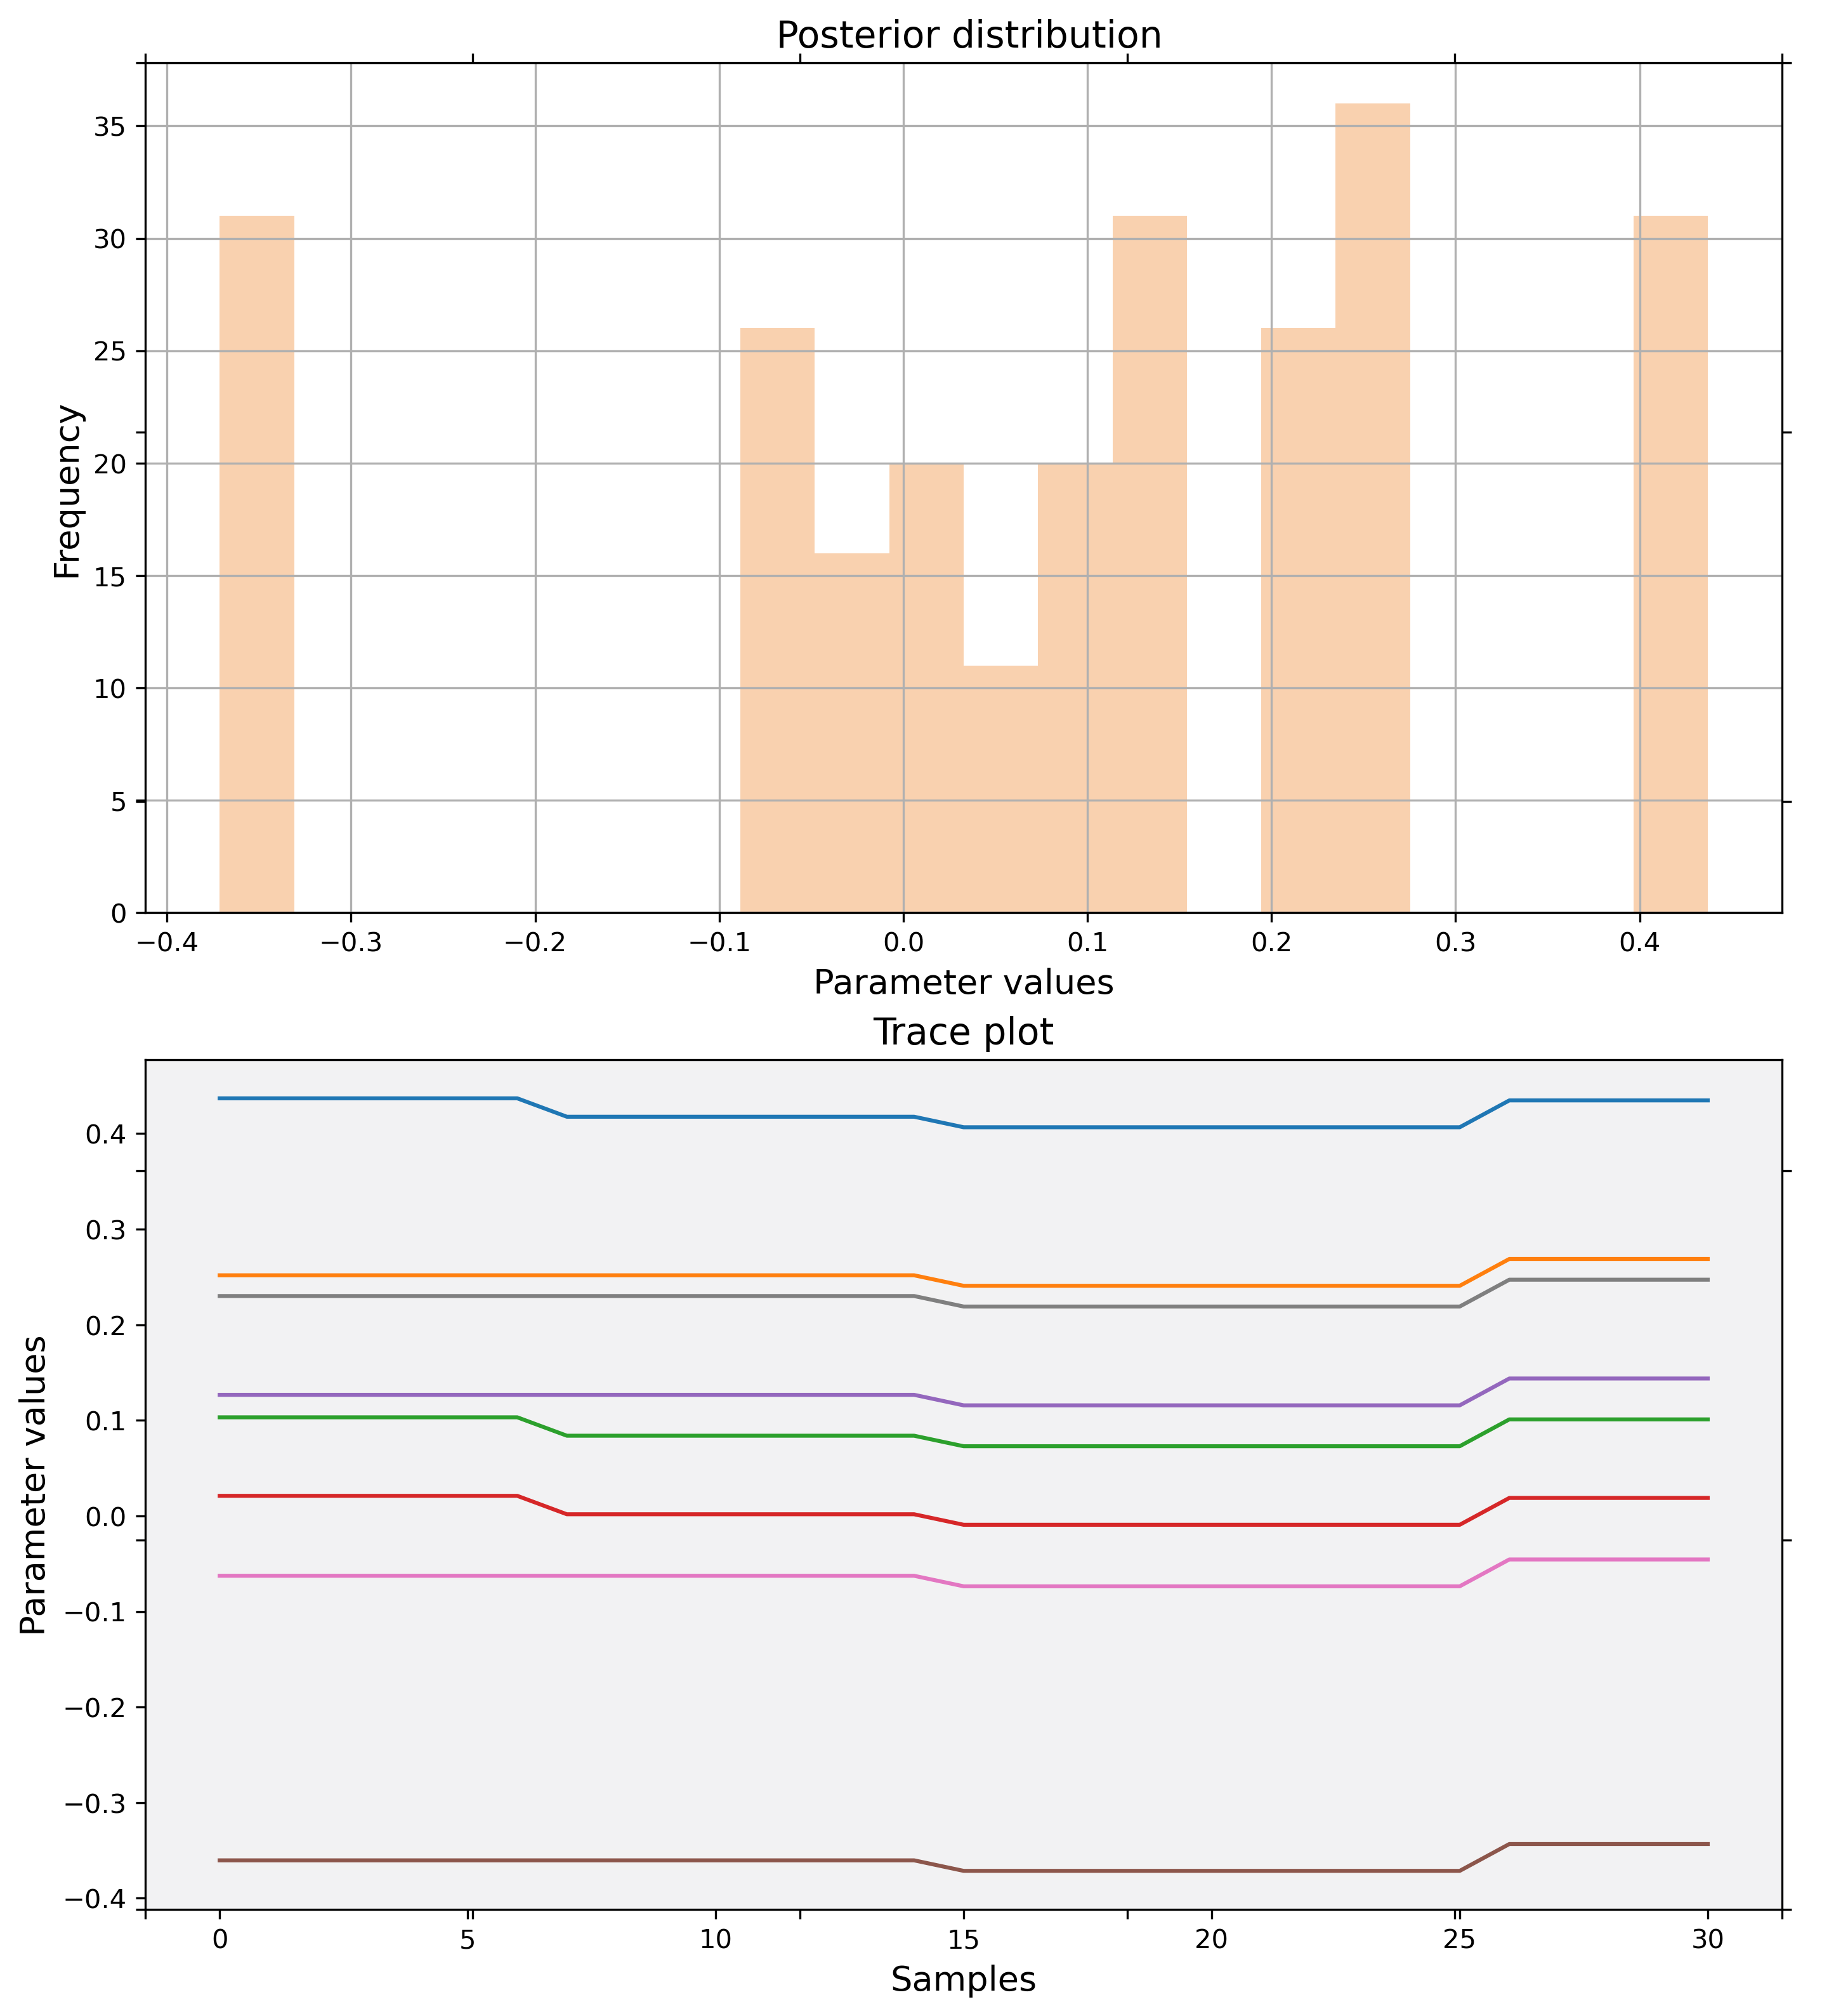 Posterior distribution
35
30
25
20
15
10
5
0
Frequency
−0.4 −0.3 −0.2 −0.1 0.0 0.1 0.2 0.3 0.4
Parameter values
Trace plot
0.4
0.3
0.2
0.1
0.0
−0.1
−0.2
−0.3
−0.4
Parameter values
0 5 10 15 20 25 30
Samples